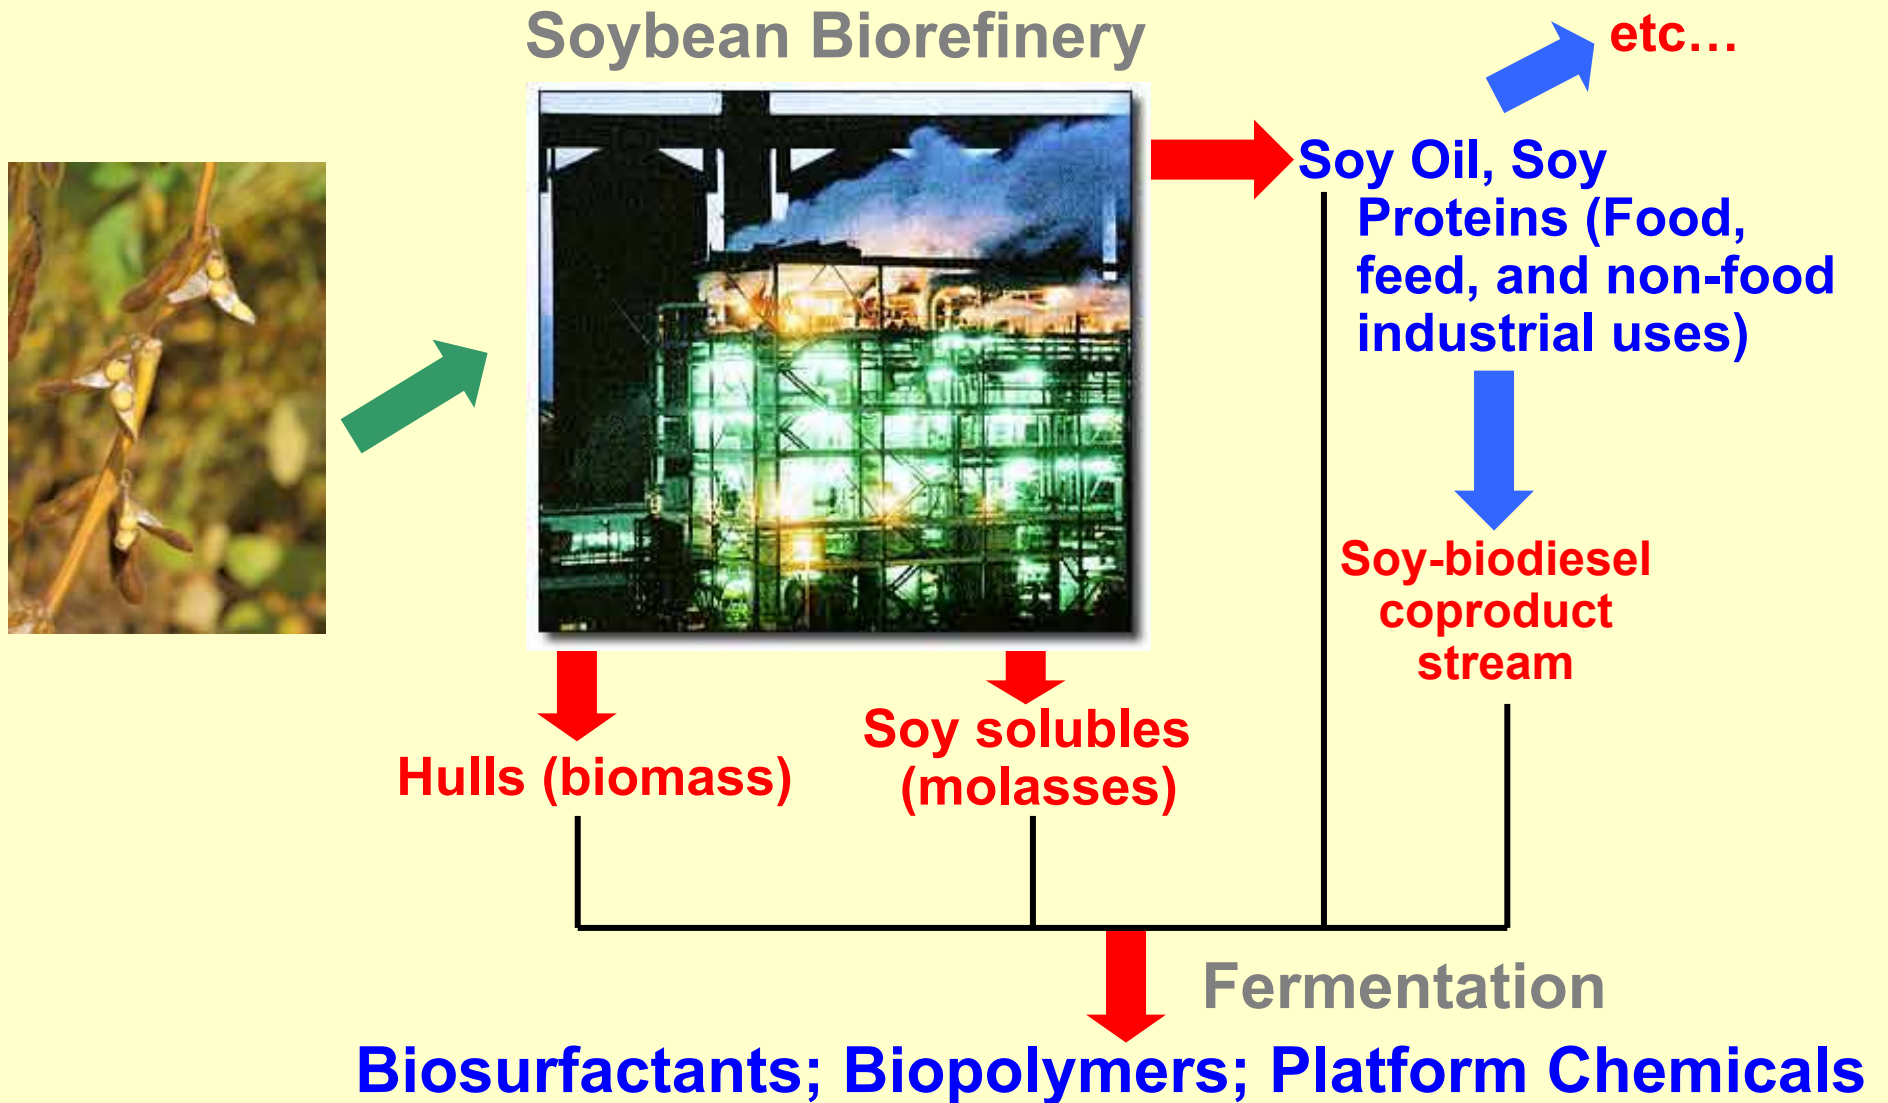 Soybean Biorefinery
etc…
Soy Oil, Soy
Proteins (Food,
feed, and non-food
industrial uses)
Soy-biodiesel
coproduct
stream
Soy solubles
(molasses)
Hulls (biomass)
Fermentation
Biosurfactants; Biopolymers; Platform Chemicals